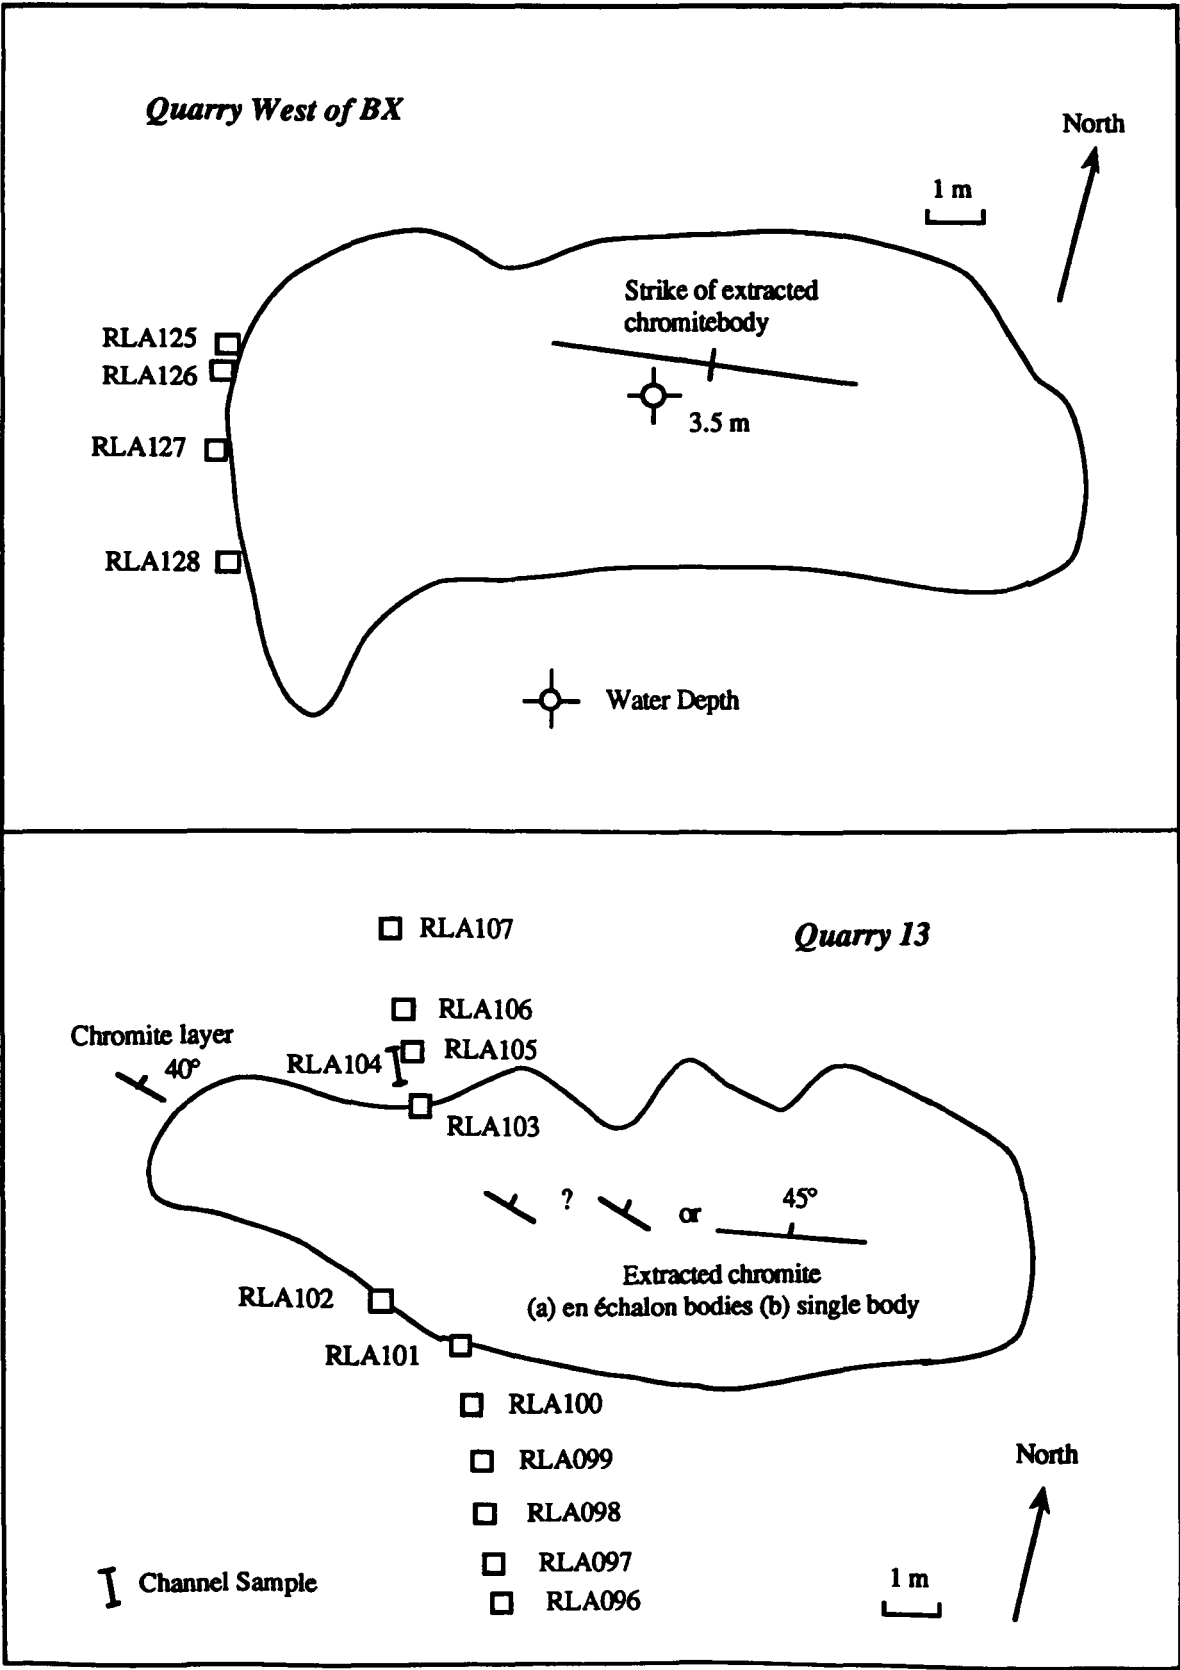 Quarry West of BX
North
1 m
Strike of extracted
chromitebody
RLA125
RLA126
3.5 m
RLA127
RLA128
Water Depth
RLA107
Quarry 13
RLA106
Chromite layer
40°
RLA104
RLA105
RLA103
?
or
45°
Extracted chromite
(a) en échalon bodies (b) single body
RLA102
RLA101
RLA100
RLA099
North
RLA098
RLA097
1 m
Channel Sample
RLA096